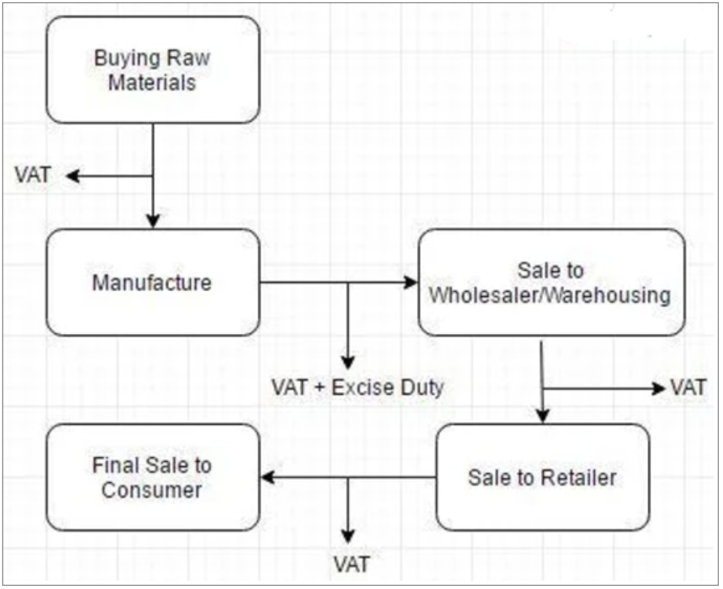 Buying Raw
Materials
VAT
Manufacture
Sale to
Wholesaler/Warehousing
VAT + Excise Duty
VAT
Final Sale to
Consumer
Sale to Retailer
VAT